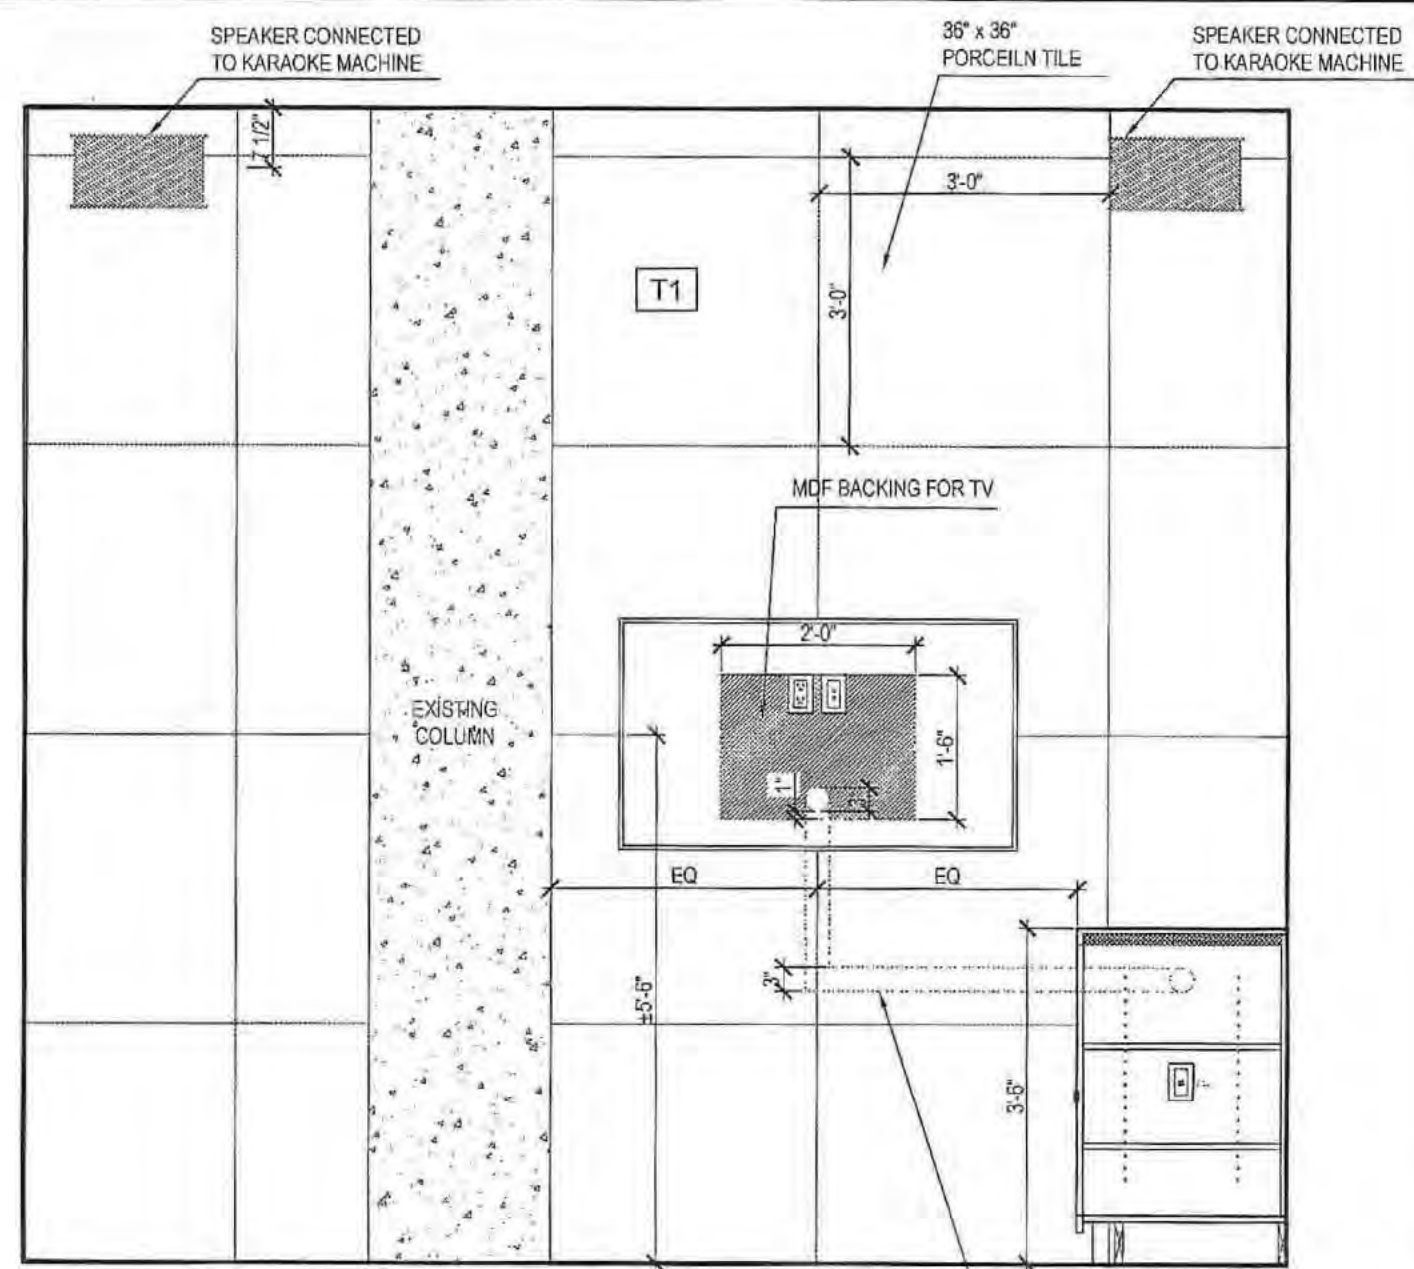 SPEAKER CONNECTED
TO KARAOKE MACHINE
36" x 36"
PORCEILN TILE
SPEAKER CONNECTED
TO KARAOKE MACHINE
7 1/2"
3'-0"
3'-0"
T1
MDF BACKING FOR TV
2'-0"
EXISTING
COLUMN
1'-6"
1"
3"
EQ
EQ
3"
±5'-6"
3'-6"